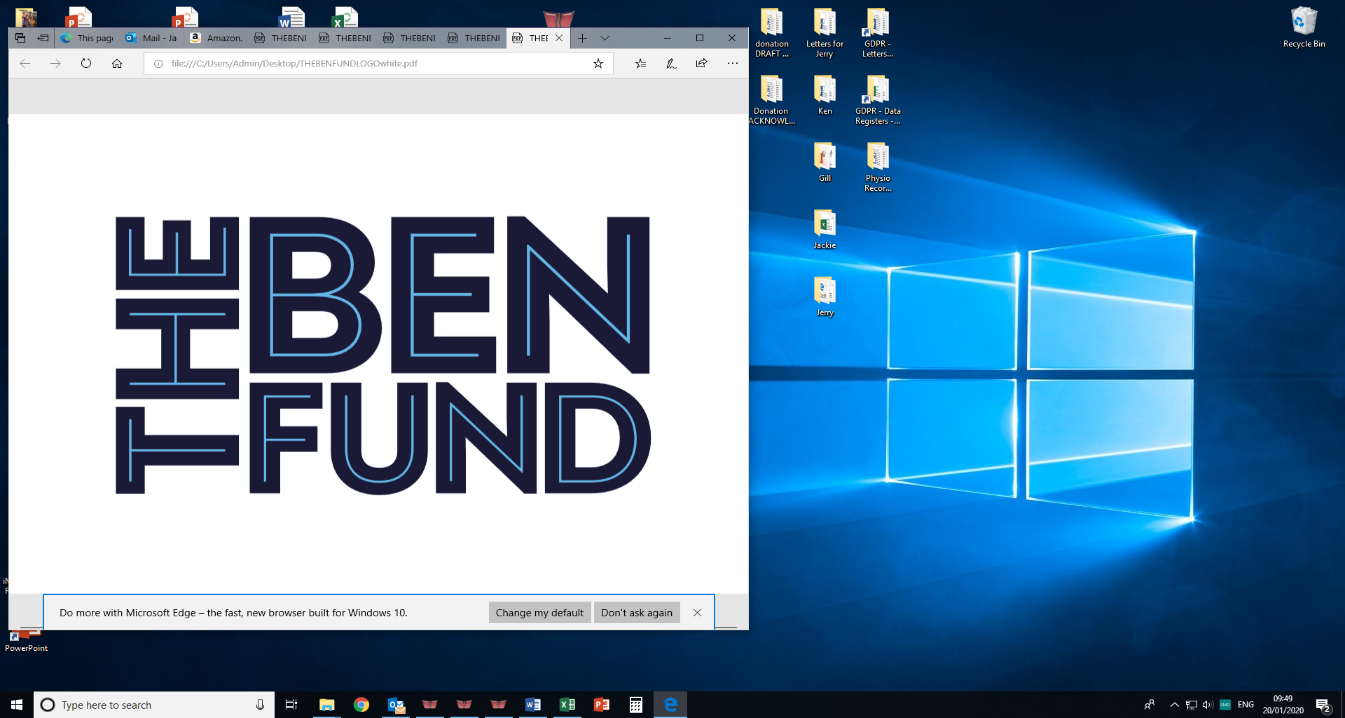 This page
Mail - Ja
Amazon.
THEBENI
THEBENI
THEBENI
THEBENI
THEE
file:///C:/Users/Admin/Desktop/THEBENFUNDLOGOwhite.pdf
THE
BEN
FUND
Do more with Microsoft Edge – the fast, new browser built for Windows 10.
Change my default
Don't ask again
donation
DRAFT ...
Letters for
Jerry
GDPR -
Letters...
Recycle Bin
Donation
ACKNOWL...
Ken
GDPR - Data
Registers -...
Gill
Physio
Recor...
Jackie
Jerry
PowerPoint
Type here to search
ENG
09:49
20/01/2020
2